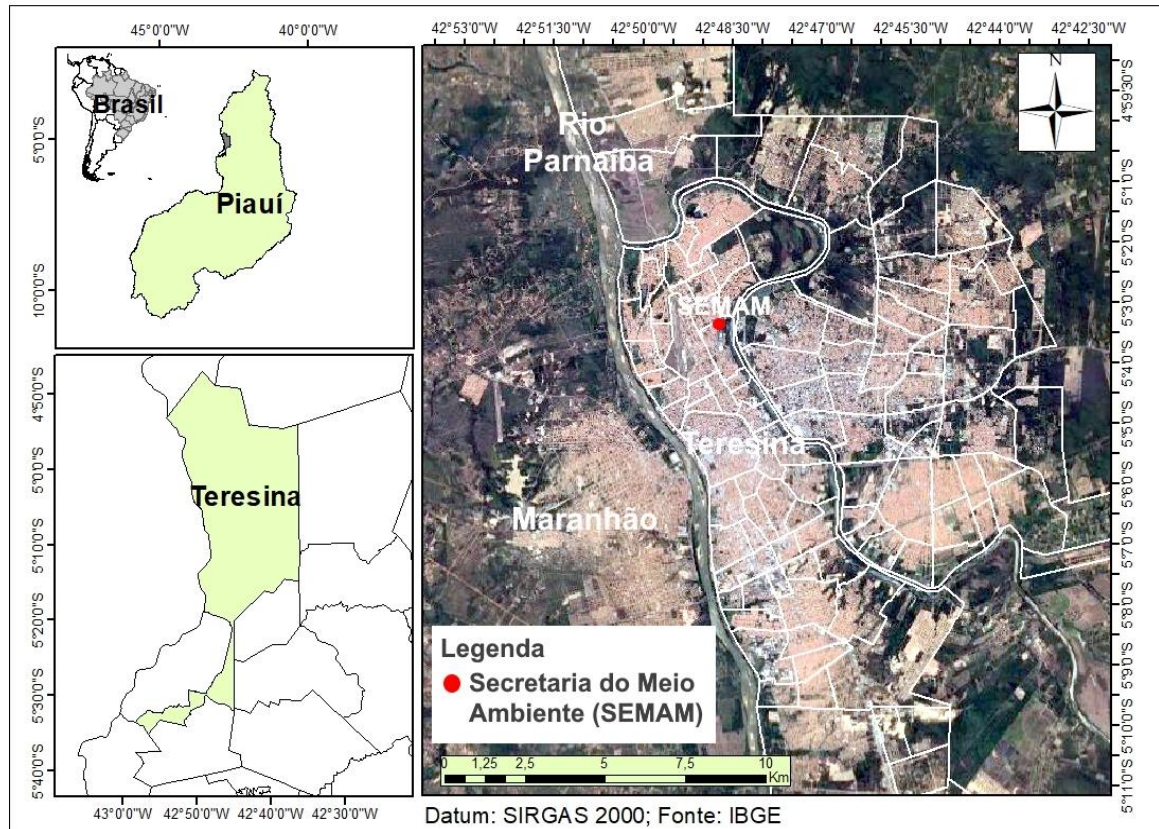 45°0'0"W
40°0'0"W
5°0'0"S
10°0'0"S
Brasil
Piauí
4°50'0"S
5°0'0"S
5°10'0"S
5°20'0"S
5°30'0"S
5°40'0"S
Teresina
43°0'0"W
42°50'0"W
42°40'0"W
42°30'0"W
42°53'0"W
42°51'30"W
42°50'0"W
42°48'30"W
42°47'0"W
42°45'30"W
42°44'0"W
42°42'30"W
N
Rio
Parnaíba
SEMAM
Teresina
Maranhão
4°59'30"S
5°1'0"S
5°2'0"S
5°3'0"S
5°4'0"S
5°5'0"S
5°6'0"S
5°7'0"S
5°8'0"S
5°9'0"S
5°10'0"S
5°11'0"S
Legenda
Secretaria do Meio
Ambiente (SEMAM)
0 1,25 2,5 5 7,5 10
Km
Datum: SIRGAS 2000; Fonte: IBGE